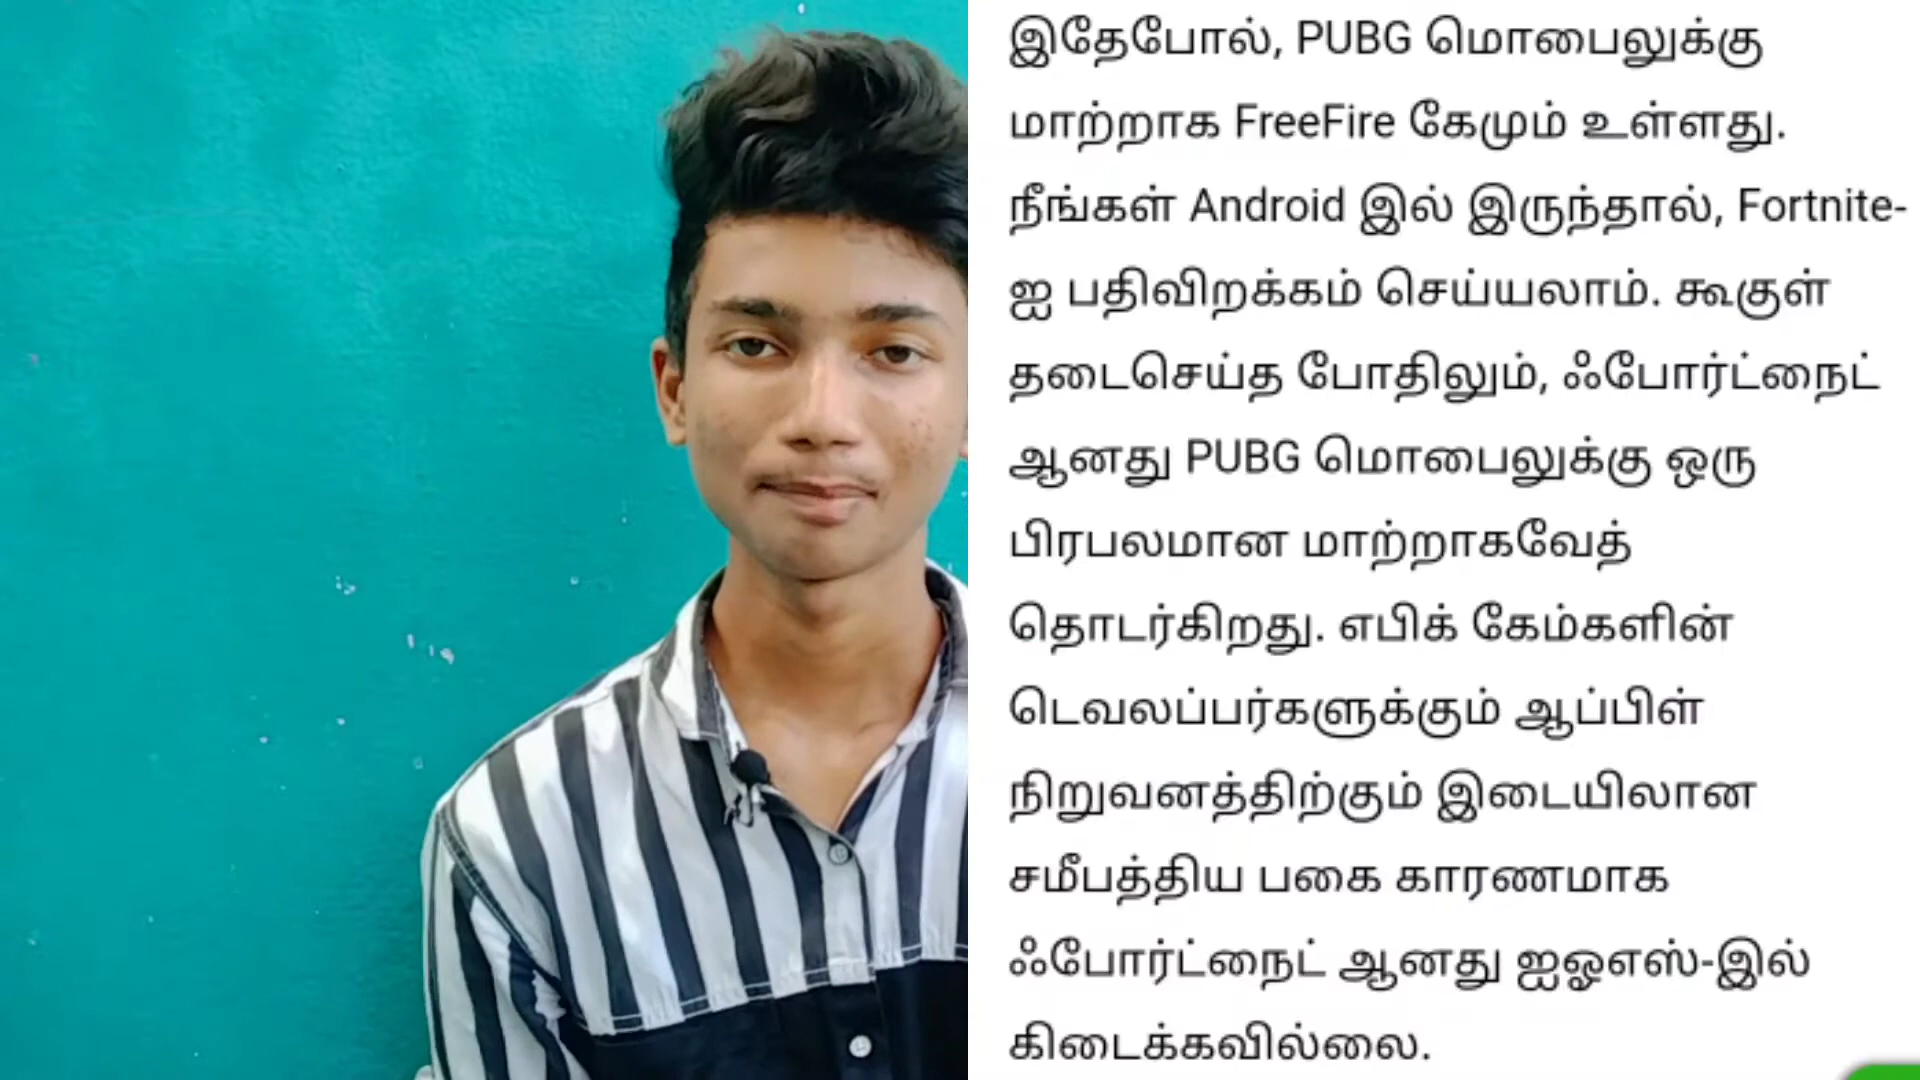 இதேபோல், PUBG மொபைலுக்கு
மாற்றாக FreeFire கேமும் உள்ளது.
நீங்கள் Android இல் இருந்தால், Fortnite-
ஐ பதிவிறக்கம் செய்யலாம். கூகுள்
தடைசெய்த போதிலும், ஃபோர்ட்நைட்
ஆனது PUBG மொபைலுக்கு ஒரு
பிரபலமான மாற்றாகவேத்
தொடர்கிறது. எபிக் கேம்களின்
டெவலப்பர்களுக்கும் ஆப்பிள்
நிறுவனத்திற்கும் இடையிலான
சமீபத்திய பகை காரணமாக
ஃபோர்ட்நைட் ஆனது ஐஓஎஸ்-இல்
கிடைக்கவில்லை.